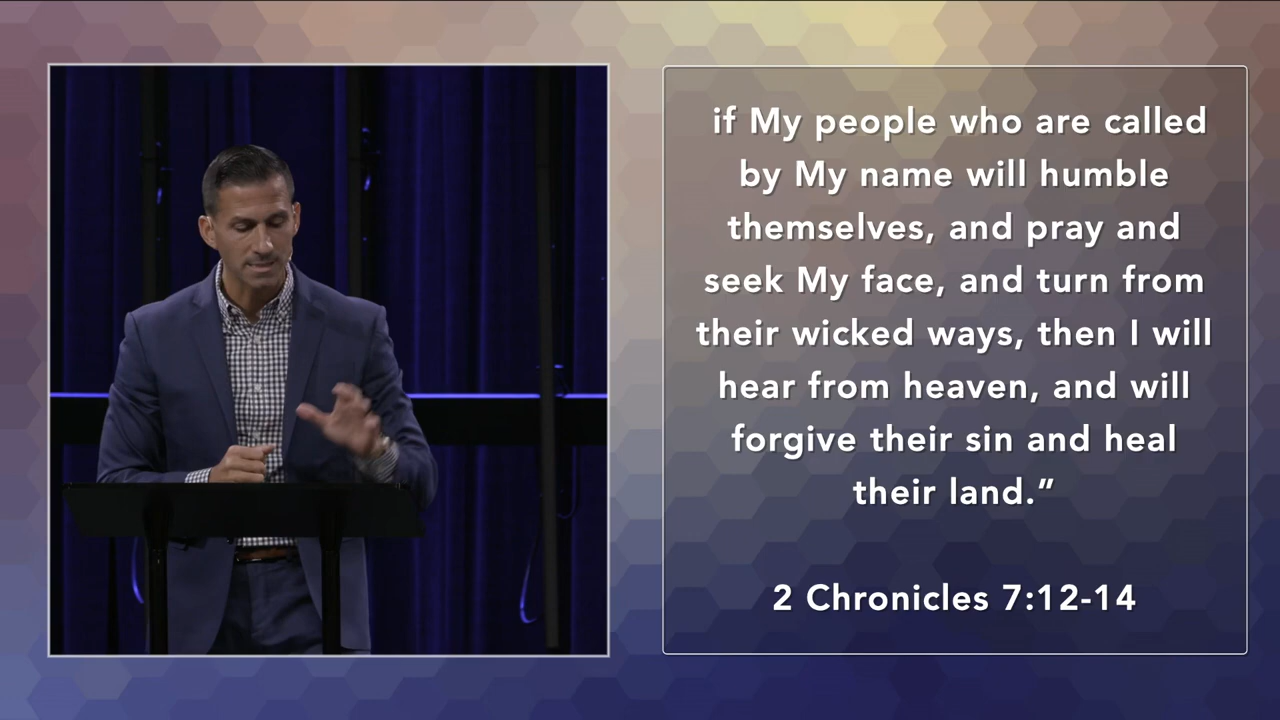 if My people who are called
by My name will humble
themselves, and pray and
seek My face, and turn from
their wicked ways, then I will
hear from heaven, and will
forgive their sin and heal
their land.”
2 Chronicles 7:12-14